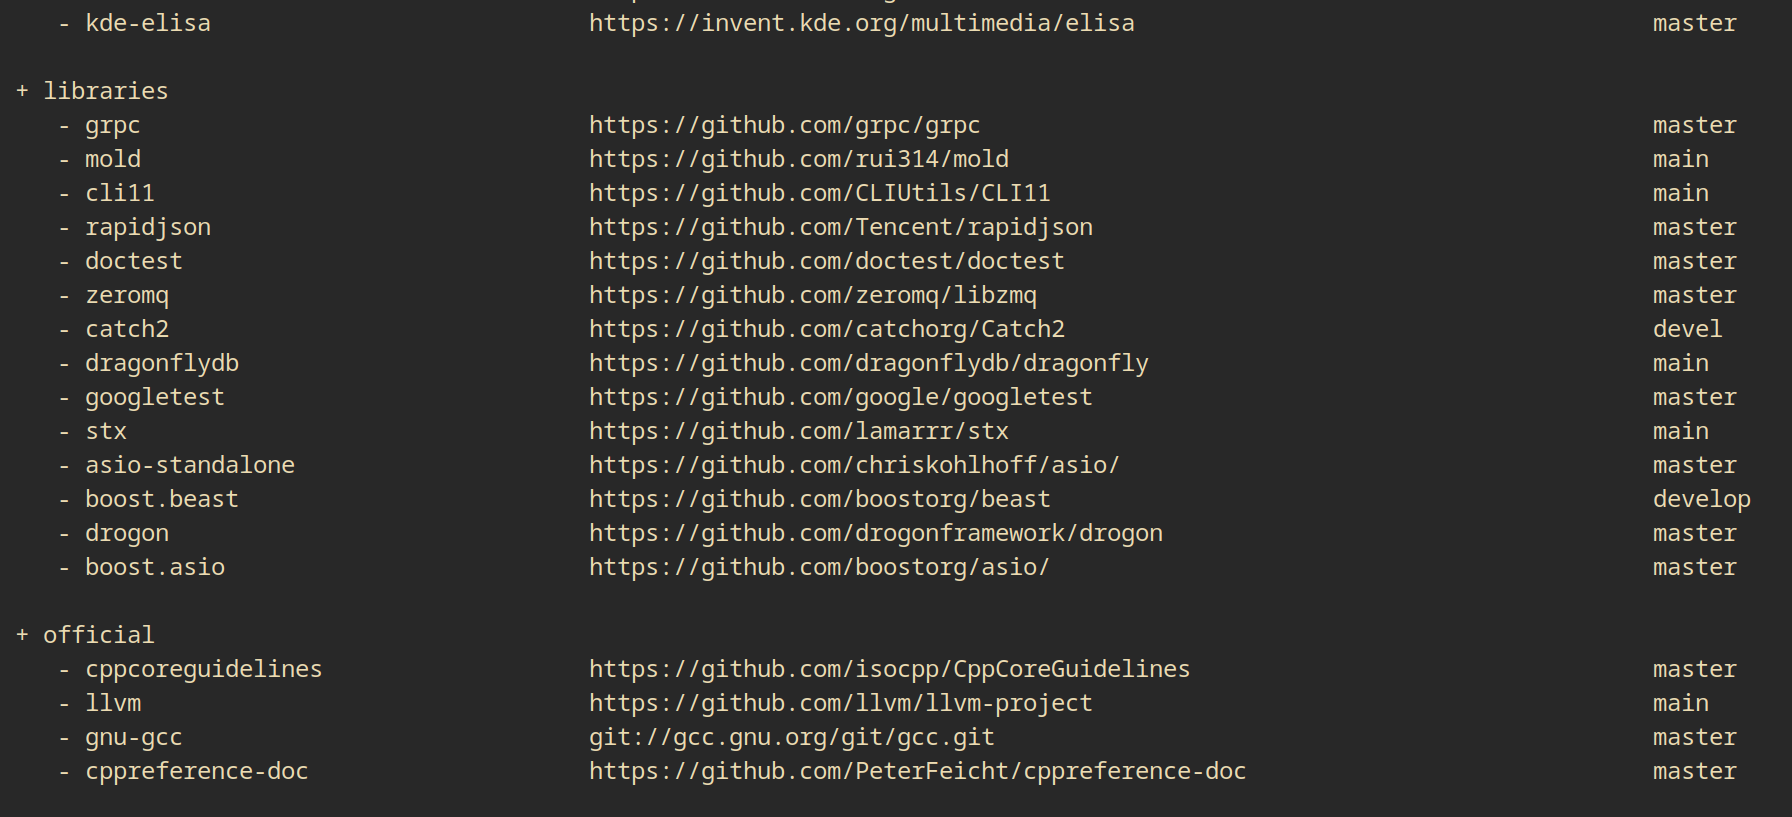 - kde-elisa https://invent.kde.org/multimedia/elisa master
+ libraries
- grpc https://github.com/grpc/grpc master
- mold https://github.com/rui314/mold main
- cli11 https://github.com/CLIUtils/CLI11 main
- rapidjson https://github.com/Tencent/rapidjson master
- doctest https://github.com/doctest/doctest master
- zeromq https://github.com/zeromq/libzmq master
- catch2 https://github.com/catchorg/Catch2 devel
- dragonflydb https://github.com/dragonflydb/dragonfly main
- googletest https://github.com/google/googletest master
- stx https://github.com/lamarrr/stx main
- asio-standalone https://github.com/chriskohlhoff/asio/ master
- boost.beast https://github.com/boostorg/beast develop
- drogon https://github.com/drogonframework/drogon master
- boost.asio https://github.com/boostorg/asio/ master
+ official
- cppcoreguidelines https://github.com/isocpp/CppCoreGuidelines master
- llvm https://github.com/llvm/llvm-project main
- gnu-gcc git://gcc.gnu.org/git/gcc.git master
- cppreference-doc https://github.com/PeterFeicht/cppreference-doc master